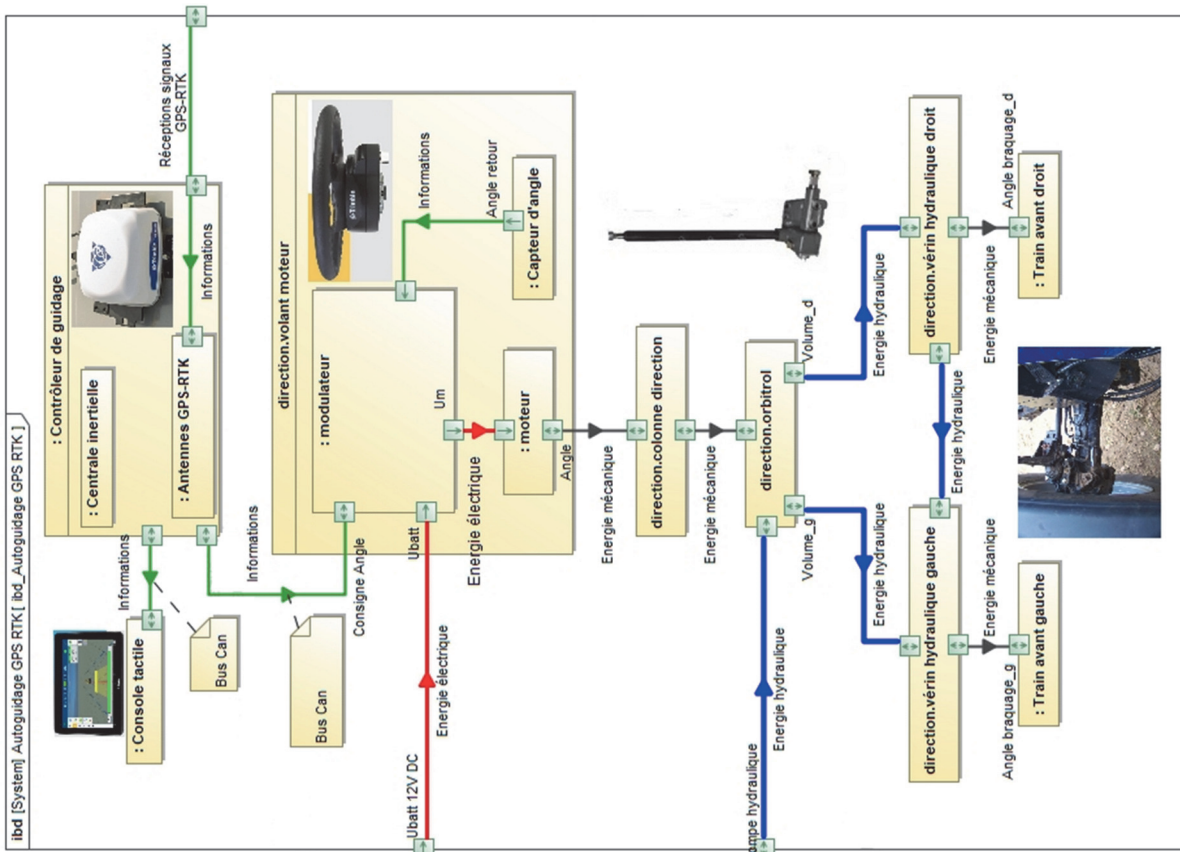 ibd [System] Autoguidage GPS RTK [ ibd_Autoguidage GPS RTK ]
Réceptions signaux
GPS-RTK
: Contrôleur de guidage
: Centrale inertielle
: Antennes GPS-RTK
Informations
: Console tactile
Informations
Bus Can
Informations
Bus Can
Consigne Angle
direction.volant moteur
: modulateur
Informations
Angle retour
: Capteur d'angle
Ubatt
Ubatt 12V DC
Energie électrique
Um
Energie électrique
: moteur
Angle
Energie mécanique
direction.colonne direction
Energie mécanique
direction.orbitrol
Energie hydraulique
ompe hydraulique
Volume_g
Volume_d
Energie hydraulique
Energie hydraulique
direction.vérin hydraulique gauche
direction.vérin hydraulique droit
Energie hydraulique
Energie mécanique
Energie mécanique
Angle braquage_g
Angle braquage_d
: Train avant gauche
: Train avant droit